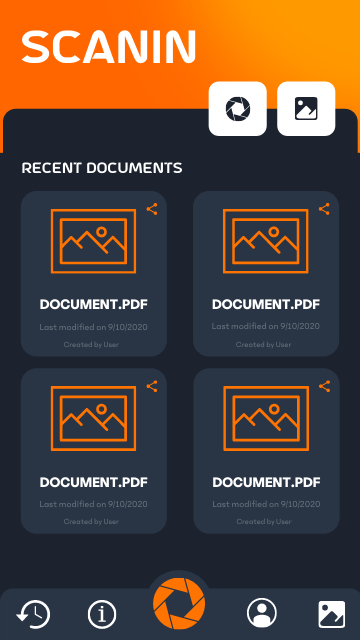 SCANIN
RECENT DOCUMENTS
DOCUMENT.PDF
Last modified on 9/10/2020
Created by User
DOCUMENT.PDF
Last modified on 9/10/2020
Created by User
DOCUMENT.PDF
Last modified on 9/10/2020
Created by User
DOCUMENT.PDF
Last modified on 9/10/2020
Created by User